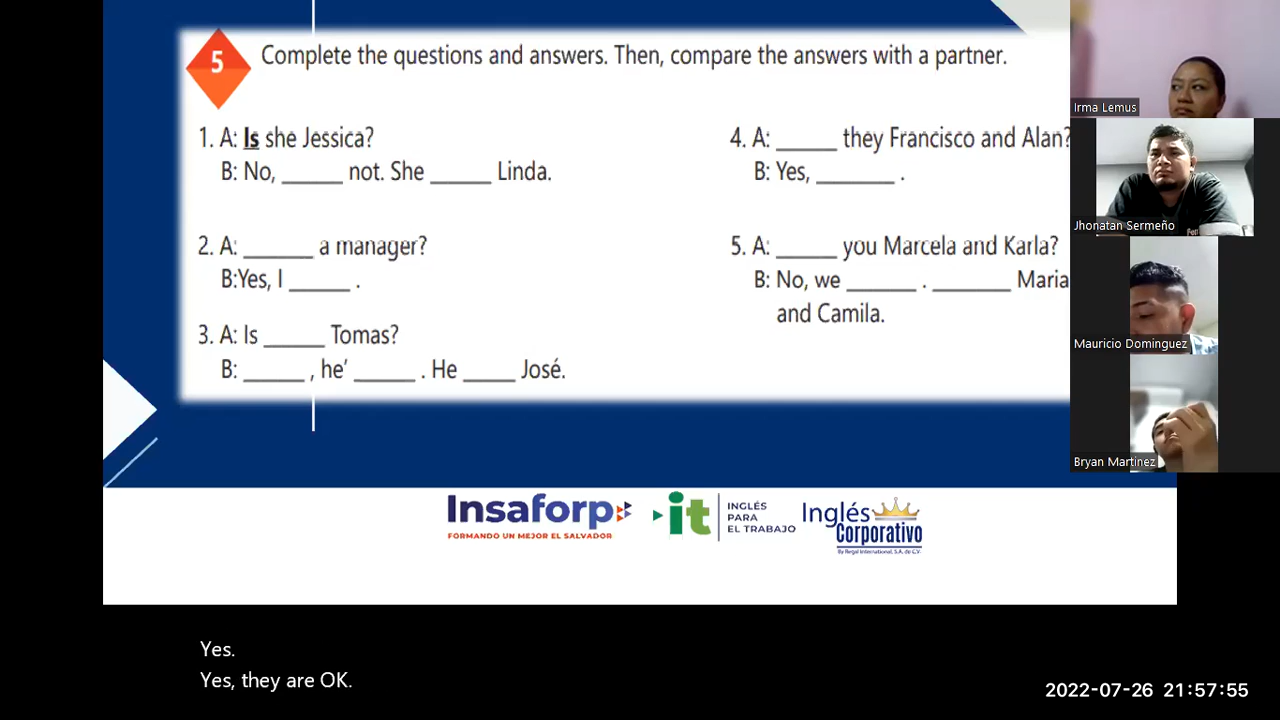 5
Complete the questions and answers. Then, compare the answers with a partner.
1. A: Is she Jessica?
B: No, ______ not. She ______ Linda.
2. A: _______ a manager?
B:Yes, I ______ .
3. A: Is ______ Tomas?
B: ______ , he' ______ . He _____ José.
4. A: ______ they Francisco and Alan?
B: Yes, ________ .
5. A: ______ you Marcela and Karla?
B: No, we _______ . ________ Maria
and Camila.
Irma Lemus
Jhonatan Sermeño
Mauricio Dominguez
Bryan Martinez
Insaforp
FORMANDO UN MEJOR EL SALVADOR
it
INGLÉS
PARA
EL TRABAJO
Inglés
Corporativo
By Regal International, S.A. de C.V.
Yes.
Yes, they are OK.
2022-07-26 21:57:55